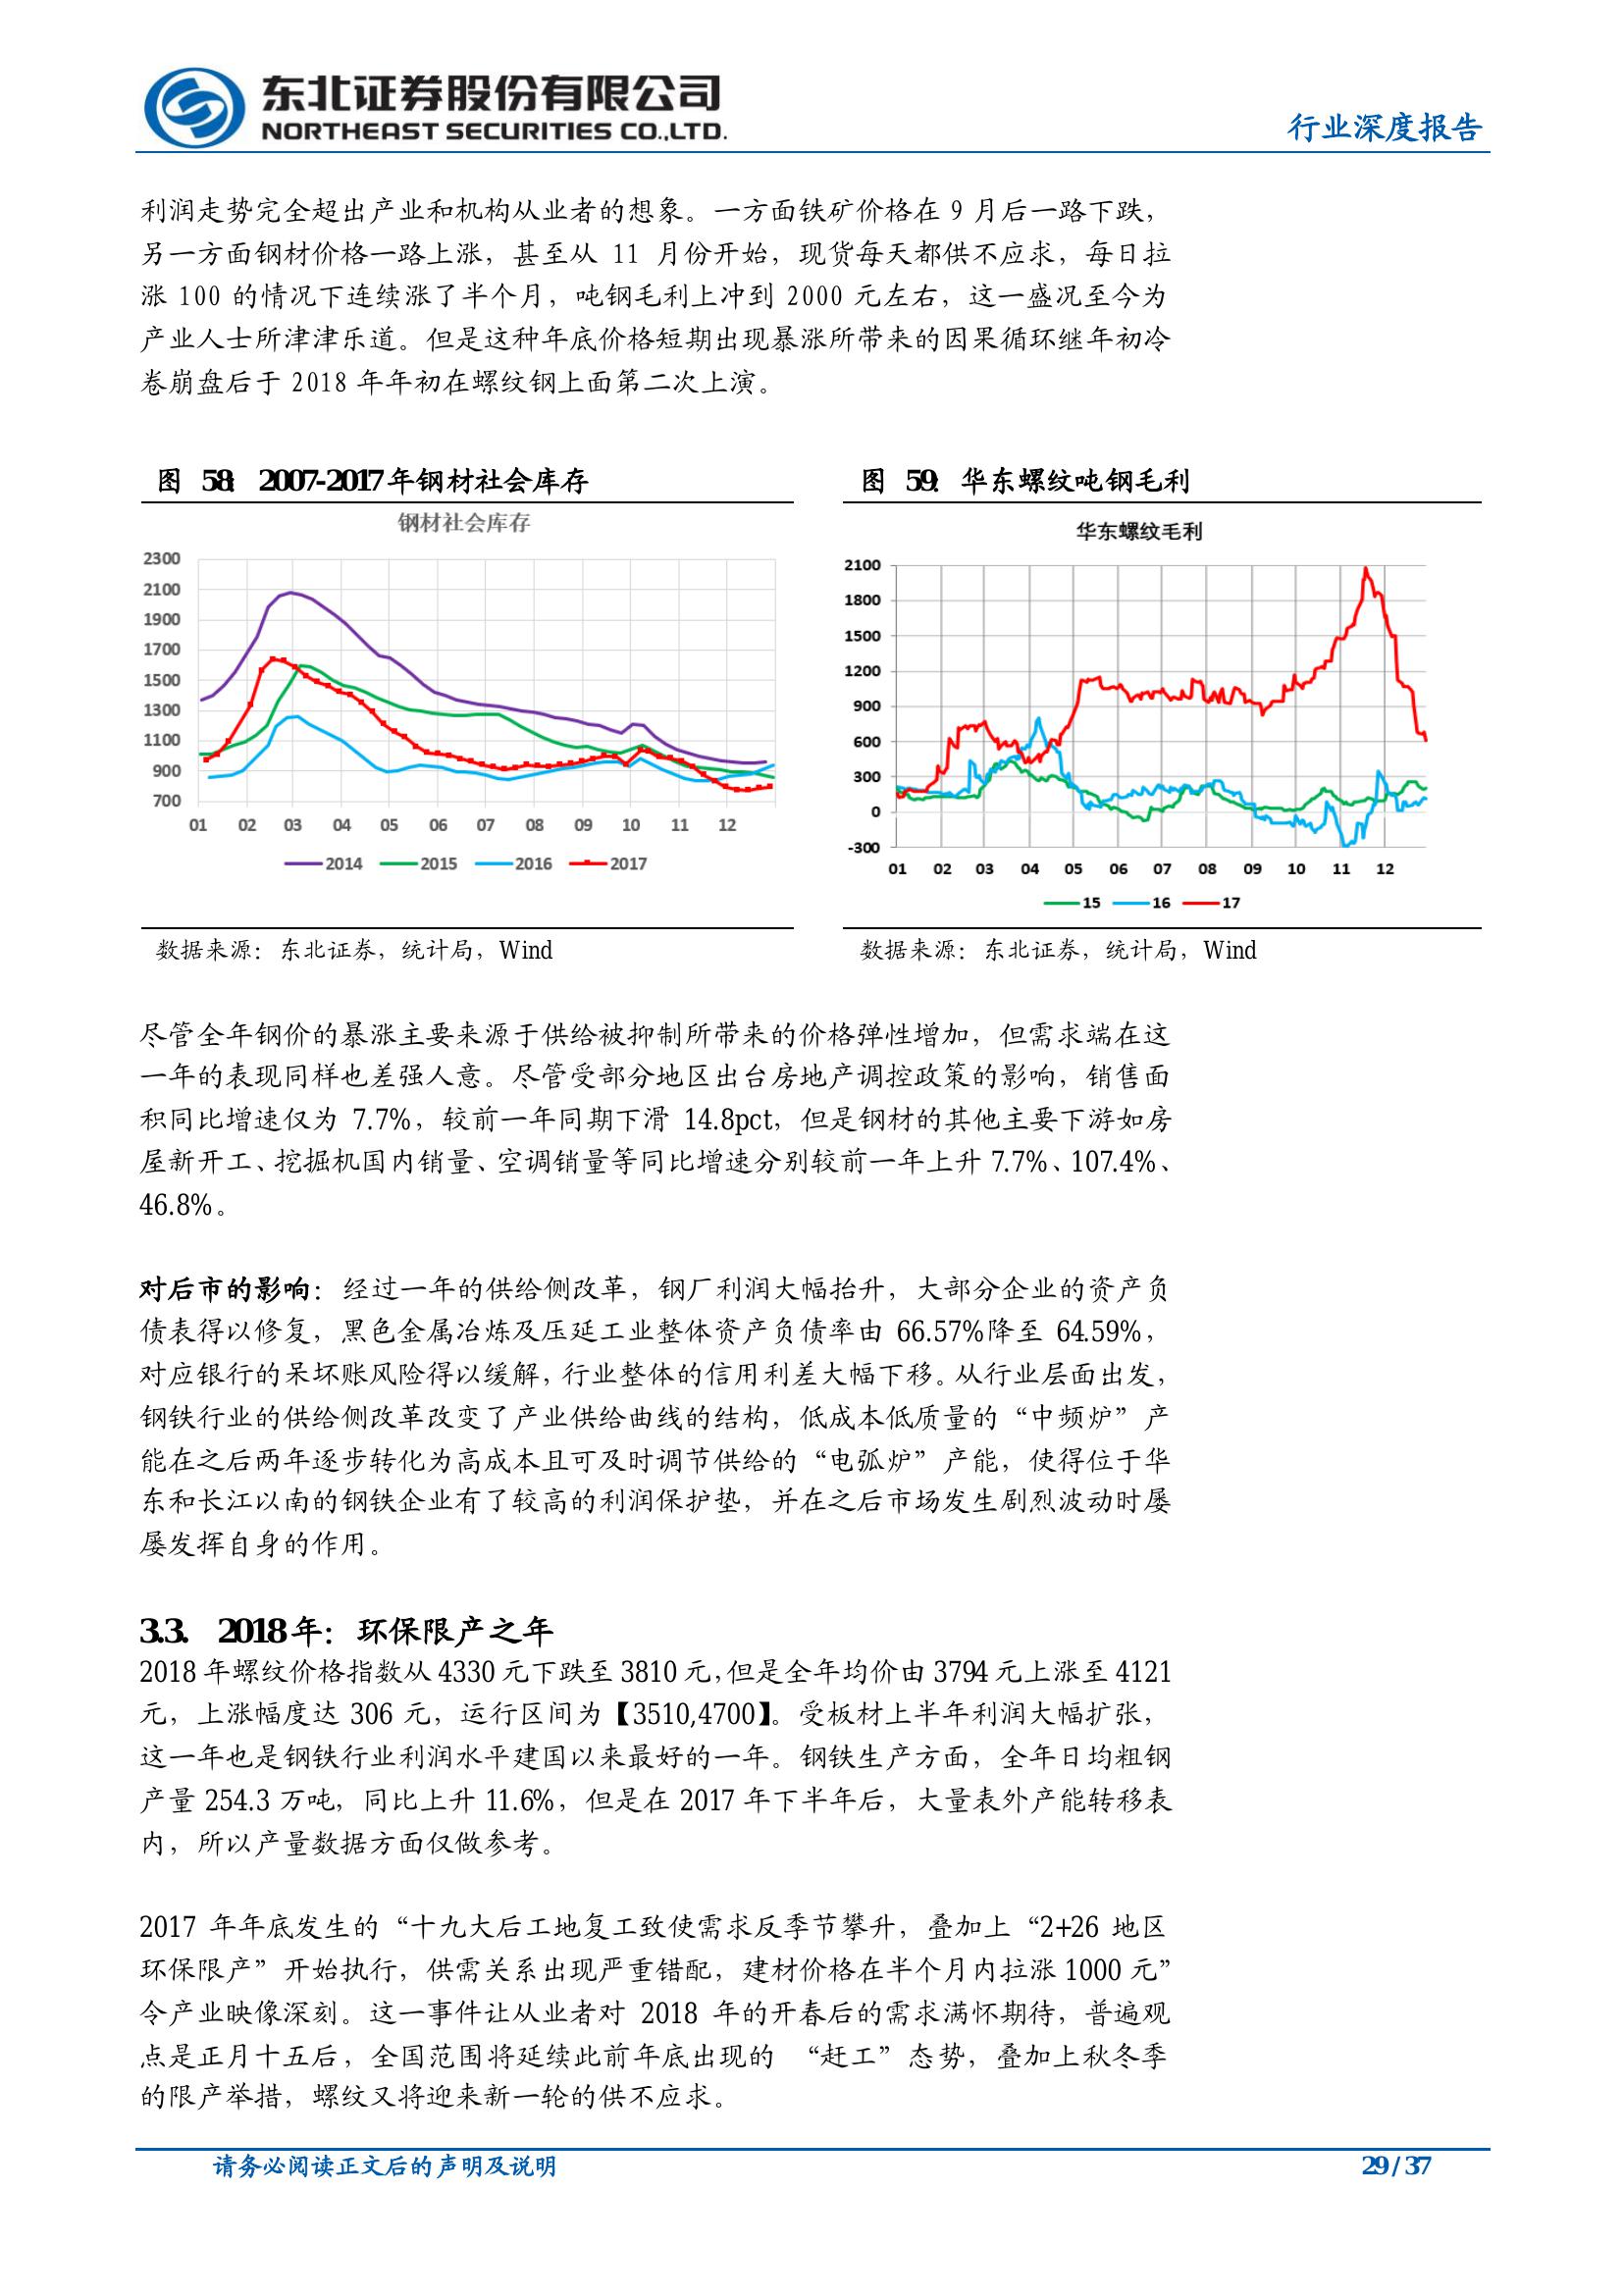 东北证券股份有限公司
NORTHEAST SECURITIES CO.,LTD.
行业深度报告
利润走势完全超出产业和机构从业者的想象。一方面铁矿价格在 9 月后一路下跌，
另一方面钢材价格一路上涨，甚至从 11 月份开始，现货每天都供不应求，每日拉
涨 100 的情况下连续涨了半个月，吨钢毛利上冲到 2000 元左右，这一盛况至今为
产业人士所津津乐道。但是这种年底价格短期出现暴涨所带来的因果循环继年初冷
卷崩盘后于 2018 年年初在螺纹钢上面第二次上演。
图 58: 2007-2017 年钢材社会库存
钢材社会库存
2300
2100
1900
1700
1500
1300
1100
900
700
01 02 03 04 05 06 07 08 09 10 11 12
2014 2015 2016 2017
数据来源：东北证券，统计局，Wind
图 59: 华东螺纹吨钢毛利
华东螺纹毛利
2100
1800
1500
1200
900
600
300
0
-300
01 02 03 04 05 06 07 08 09 10 11 12
15 16 17
数据来源：东北证券，统计局，Wind
尽管全年钢价的暴涨主要来源于供给被抑制所带来的价格弹性增加，但需求端在这
一年的表现同样也差强人意。尽管受部分地区出台房地产调控政策的影响，销售面
积同比增速仅为 7.7%，较前一年同期下滑 14.8pct，但是钢材的其他主要下游如房
屋新开工、挖掘机国内销量、空调销量等同比增速分别较前一年上升 7.7%、107.4%、
46.8%。
对后市的影响：经过一年的供给侧改革，钢厂利润大幅抬升，大部分企业的资产负
债表得以修复，黑色金属冶炼及压延工业整体资产负债率由 66.57%降至 64.59%，
对应银行的呆坏账风险得以缓解，行业整体的信用利差大幅下移。从行业层面出发，
钢铁行业的供给侧改革改变了产业供给曲线的结构，低成本低质量的“中频炉”产
能在之后两年逐步转化为高成本且可及时调节供给的“电弧炉”产能，使得位于华
东和长江以南的钢铁企业有了较高的利润保护垫，并在之后市场发生剧烈波动时屡
屡发挥自身的作用。
3.3. 2018 年：环保限产之年
2018 年螺纹价格指数从 4330 元下跌至 3810 元，但是全年均价由 3794 元上涨至 4121
元，上涨幅度达 306 元，运行区间为【3510,4700】。受板材上半年利润大幅扩张，
这一年也是钢铁行业利润水平建国以来最好的一年。钢铁生产方面，全年日均粗钢
产量 254.3 万吨，同比上升 11.6%，但是在 2017 年下半年后，大量表外产能转移表
内，所以产量数据方面仅做参考。
2017 年年底发生的“十九大后工地复工致使需求反季节攀升，叠加上“2+26 地区
环保限产”开始执行，供需关系出现严重错配，建材价格在半个月内拉涨 1000 元”
令产业映像深刻。这一事件让从业者对 2018 年的开春后的需求满怀期待，普遍观
点是正月十五后，全国范围将延续此前年底出现的 “赶工”态势，叠加上秋冬季
的限产举措，螺纹又将迎来新一轮的供不应求。
请务必阅读正文后的声明及说明
29 / 37